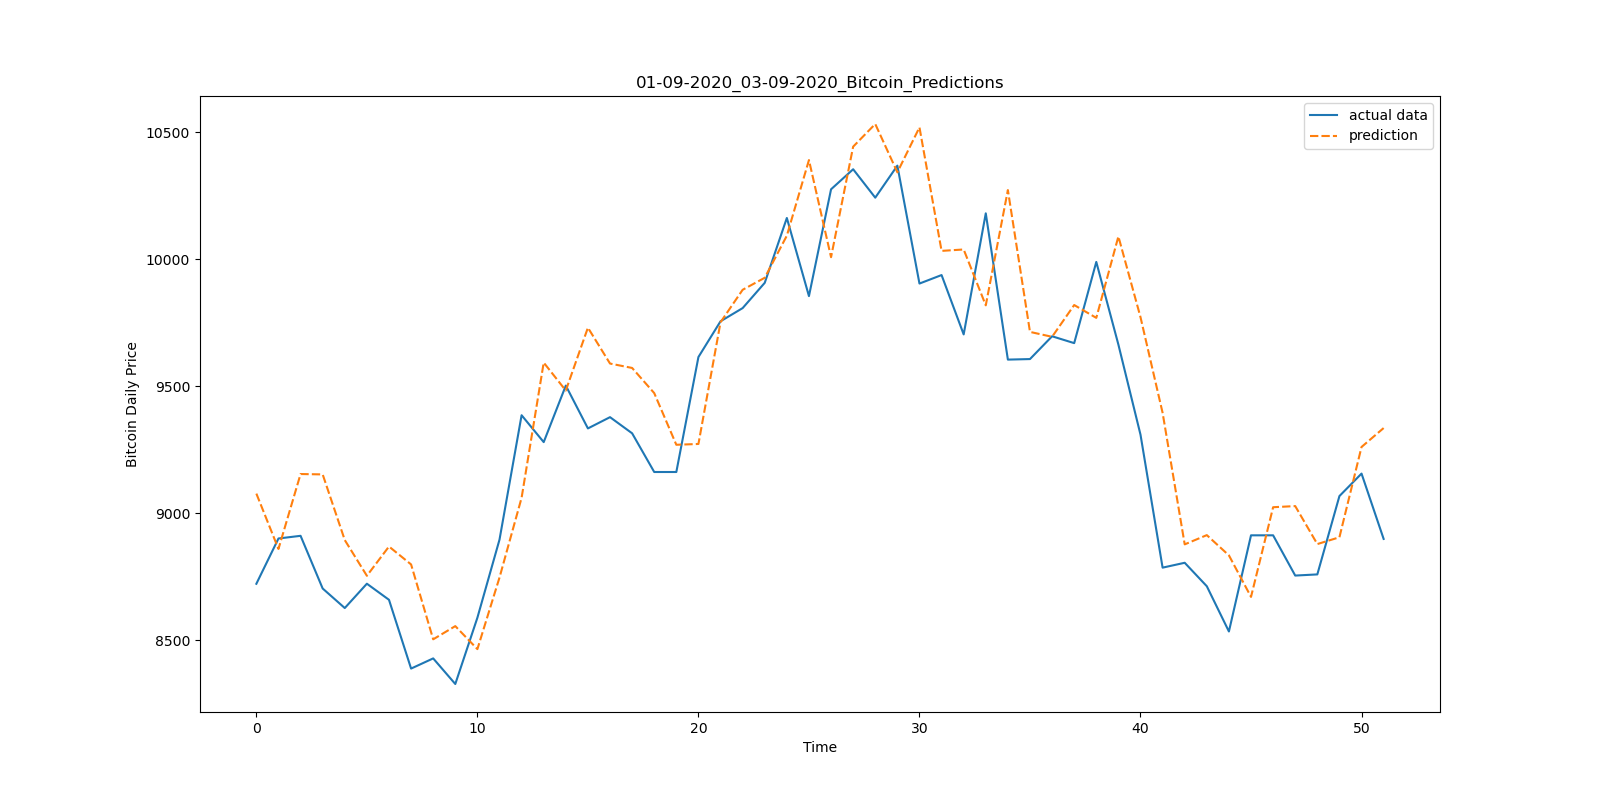 01-09-2020_03-09-2020_Bitcoin_Predictions
actual data
prediction
10500
10000
9500
9000
8500
Bitcoin Daily Price
0 10 20 30 40 50
Time